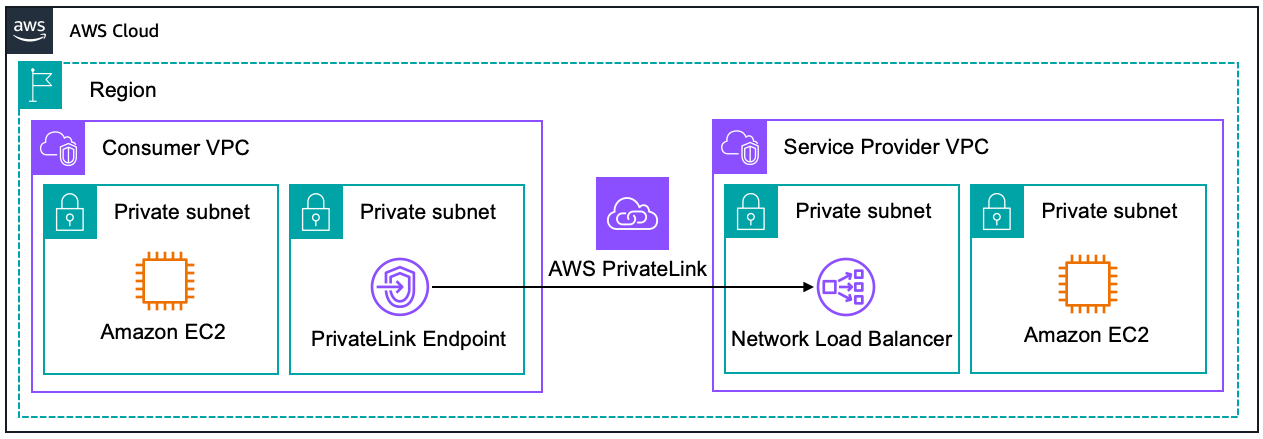 aws
AWS Cloud
Region
Consumer VPC
Private subnet
Amazon EC2
Private subnet
PrivateLink Endpoint
AWS PrivateLink
Service Provider VPC
Private subnet
Network Load Balancer
Private subnet
Amazon EC2